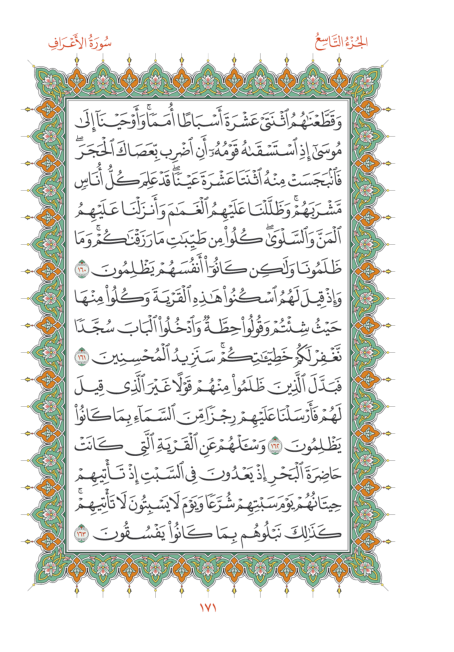 الجُزْءُ التَّاسِعُ
سُورَةُ الأَعْرَافِ
وَقَطَّعْنَٰهُمُ ٱثْنَتَىْ عَشْرَةَ أَسْبَاطًا أُمَمًاۚ وَأَوْحَيْنَآ إِلَىٰ
مُوسَىٰٓ إِذِ ٱسْتَسْقَىٰهُ قَوْمُهُۥٓ أَنِ ٱضْرِب بِّعَصَاكَ ٱلْحَجَرَۖ
فَٱنۢبَجَسَتْ مِنْهُ ٱثْنَتَا عَشْرَةَ عَيْنًاۖ قَدْ عَلِمَ كُلُّ أُنَاسٍ
مَّشْرَبَهُمْۚ وَظَلَّلْنَا عَلَيْهِمُ ٱلْغَمَٰمَ وَأَنزَلْنَا عَلَيْهِمُ
ٱلْمَنَّ وَٱلسَّلْوَىٰۖ كُلُوا۟ مِن طَيِّبَٰتِ مَا رَزَقْنَٰكُمْۚ وَمَا
ظَلَمُونَا وَلَٰكِن كَانُوٓا۟ أَنفُسَهُمْ يَظْلِمُونَ ١٦٠
وَإِذْ قِيلَ لَهُمُ ٱسْكُنُوا۟ هَٰذِهِ ٱلْقَرْيَةَ وَكُلُوا۟ مِنْهَا
حَيْثُ شِئْتُمْ وَقُولُوا۟ حِطَّةٌ وَٱدْخُلُوا۟ ٱلْبَابَ سُجَّدًا
نَّغْفِرْ لَكُمْ خَطِيٓـَٰٔتِكُمْۚ سَنَزِيدُ ٱلْمُحْسِنِينَ ١٦١
فَبَدَّلَ ٱلَّذِينَ ظَلَمُوا۟ مِنْهُمْ قَوْلًا غَيْرَ ٱلَّذِى قِيلَ
لَهُمْ فَأَرْسَلْنَا عَلَيْهِمْ رِجْزًا مِّنَ ٱلسَّمَآءِ بِمَا كَانُوا۟
يَظْلِمُونَ ١٦٢ وَسْـَٔلْهُمْ عَنِ ٱلْقَرْيَةِ ٱلَّتِى كَانَتْ
حَاضِرَةَ ٱلْبَحْرِ إِذْ يَعْدُونَ فِى ٱلسَّبْتِ إِذْ تَأْتِيهِمْ
حِيتَانُهُمْ يَوْمَ سَبْتِهِمْ شُرَّعًا وَيَوْمَ لَا يَسْبِتُونَ لَا تَأْتِيهِمْۚ
كَذَٰلِكَ نَبْلُوهُم بِمَا كَانُوا۟ يَفْسُقُونَ ١٦٣
١٧١